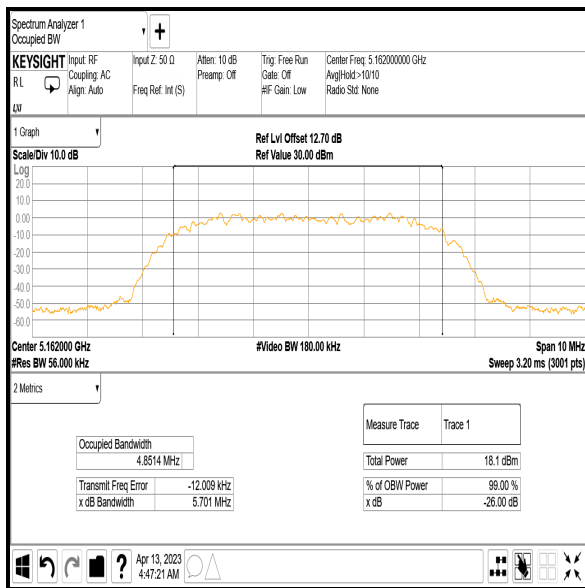 Spectrum Analyzer 1
Occupied BW
KEYSIGHT Input: RF Input Z: 50 Ω Atten: 10 dB Trig: Free Run Center Freq: 5.162000000 GHz
Coupling: AC Preamp: Off Gate: Off Avg|Hold:>10/10
R L Align: Auto Freq Ref: Int (S) #IF Gain: Low Radio Std: None
LXI
1 Graph
Ref Lvl Offset 12.70 dB
Scale/Div 10.0 dB Ref Value 30.00 dBm
Log
20.0
10.0
0.00
-10.0
-20.0
-30.0
-40.0
-50.0
-60.0
Center 5.162000 GHz #Video BW 180.00 kHz Span 10 MHz
#Res BW 56.000 kHz Sweep 3.20 ms (3001 pts)
2 Metrics
Measure Trace Trace 1
Occupied Bandwidth
4.8514 MHz
Total Power 18.1 dBm
Transmit Freq Error -12.009 kHz % of OBW Power 99.00 %
x dB Bandwidth 5.701 MHz x dB -26.00 dB
? Apr 13, 2023
4:47:21 AM